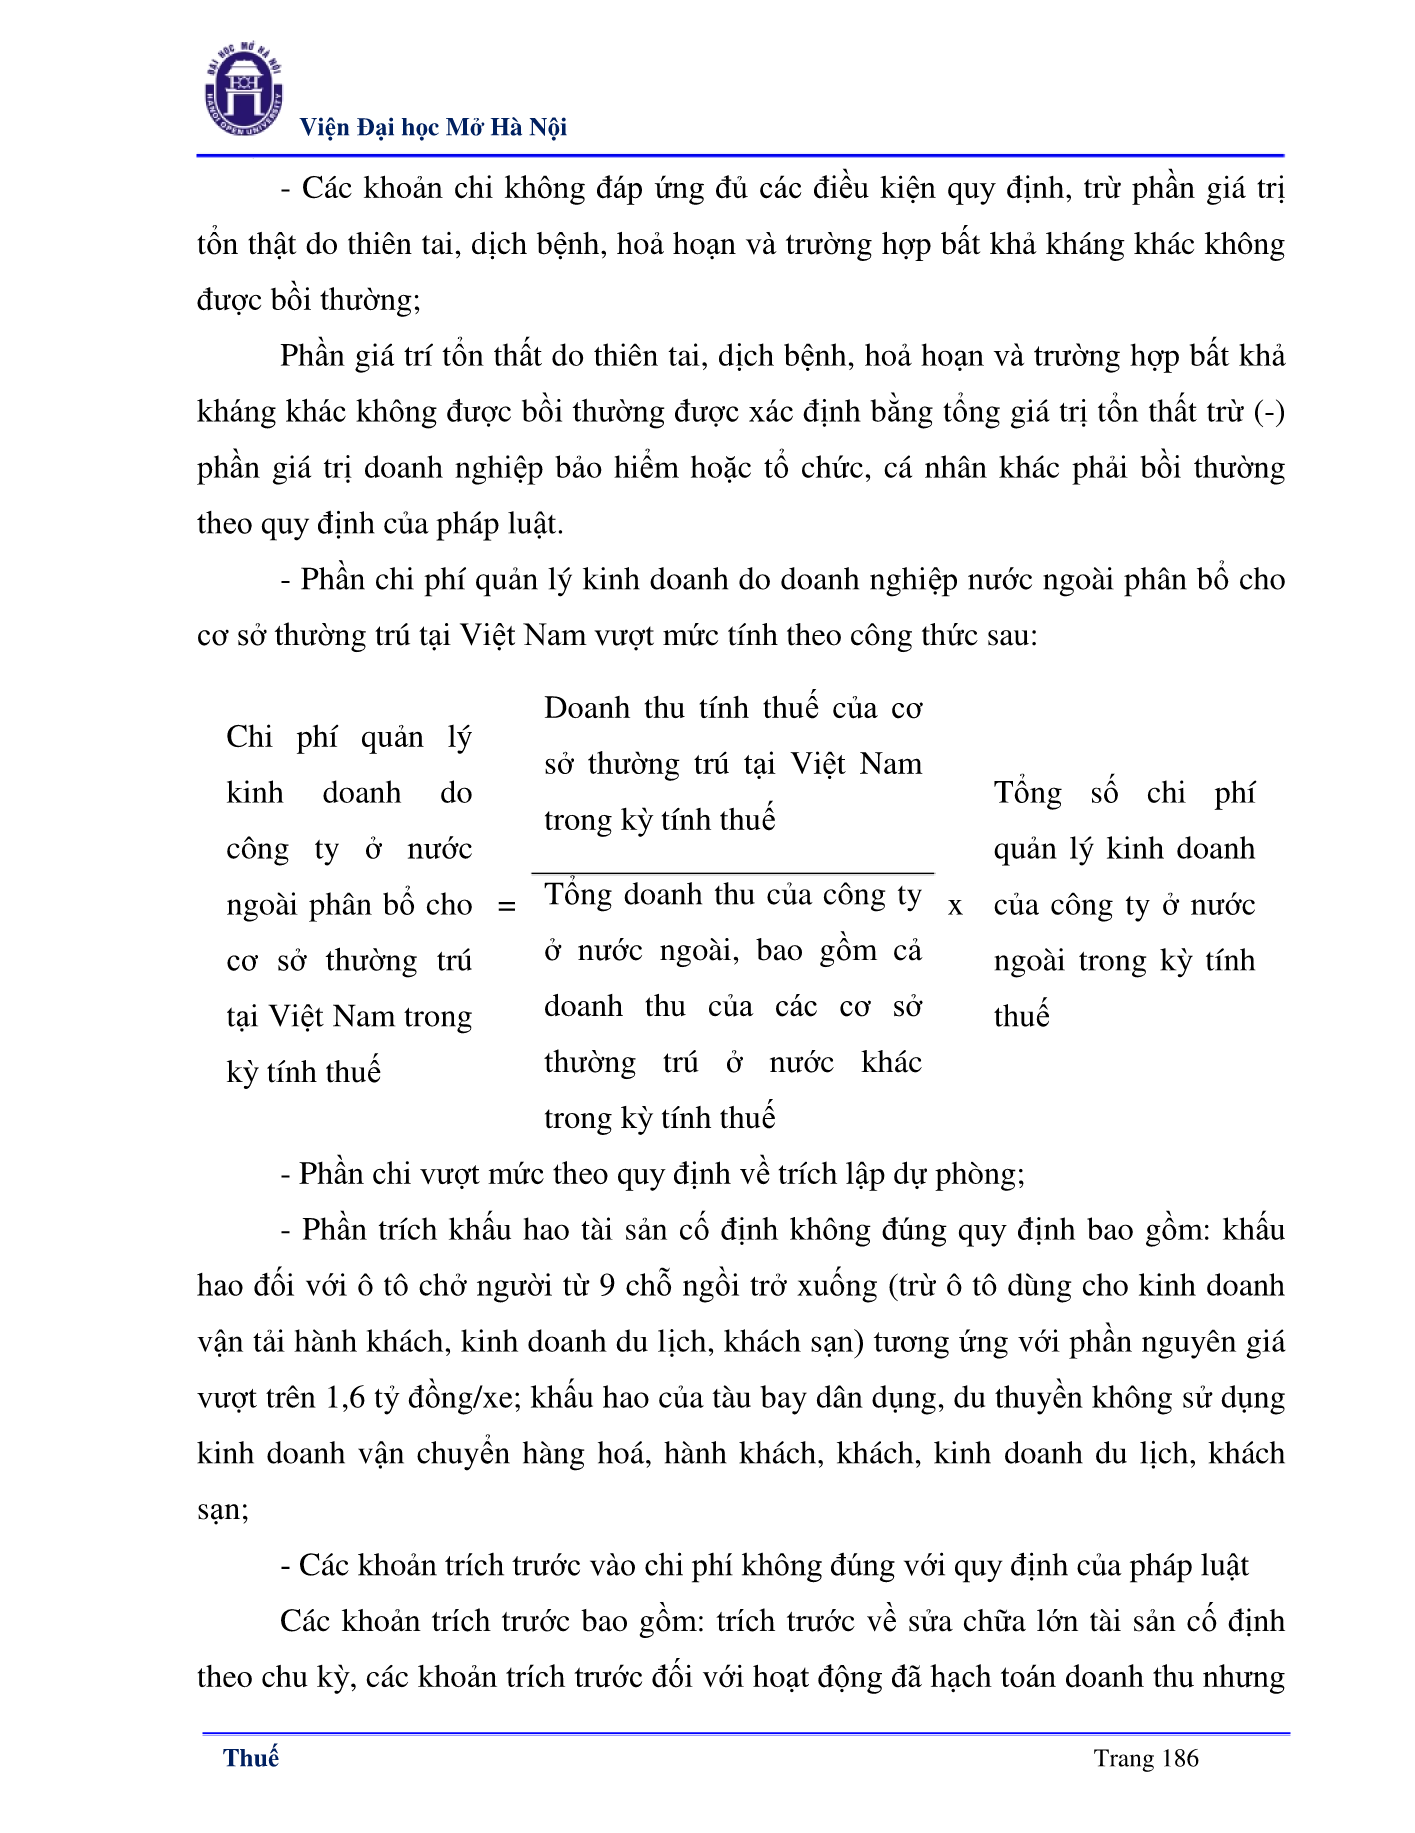 ĐẠI HỌC MỞ HÀ NỘI
HANOI OPEN UNIVERSITY
Viện Đại học Mở Hà Nội
- Các khoản chi không đáp ứng đủ các điều kiện quy định, trừ phần giá trị
tổn thật do thiên tai, dịch bệnh, hoả hoạn và trường hợp bất khả kháng khác không
được bồi thường;
Phần giá trí tổn thất do thiên tai, dịch bệnh, hoả hoạn và trường hợp bất khả
kháng khác không được bồi thường được xác định bằng tổng giá trị tổn thất trừ (-)
phần giá trị doanh nghiệp bảo hiểm hoặc tổ chức, cá nhân khác phải bồi thường
theo quy định của pháp luật.
- Phần chi phí quản lý kinh doanh do doanh nghiệp nước ngoài phân bổ cho
cơ sở thường trú tại Việt Nam vượt mức tính theo công thức sau:
Chi phí quản lý
kinh doanh do
công ty ở nước
ngoài phân bổ cho
cơ sở thường trú
tại Việt Nam trong
kỳ tính thuế
=
Doanh thu tính thuế của cơ
sở thường trú tại Việt Nam
trong kỳ tính thuế
Tổng doanh thu của công ty
ở nước ngoài, bao gồm cả
doanh thu của các cơ sở
thường trú ở nước khác
trong kỳ tính thuế
x
Tổng số chi phí
quản lý kinh doanh
của công ty ở nước
ngoài trong kỳ tính
thuế
- Phần chi vượt mức theo quy định về trích lập dự phòng;
- Phần trích khấu hao tài sản cố định không đúng quy định bao gồm: khấu
hao đối với ô tô chở người từ 9 chỗ ngồi trở xuống (trừ ô tô dùng cho kinh doanh
vận tải hành khách, kinh doanh du lịch, khách sạn) tương ứng với phần nguyên giá
vượt trên 1,6 tỷ đồng/xe; khấu hao của tàu bay dân dụng, du thuyền không sử dụng
kinh doanh vận chuyển hàng hoá, hành khách, khách, kinh doanh du lịch, khách
sạn;
- Các khoản trích trước vào chi phí không đúng với quy định của pháp luật
Các khoản trích trước bao gồm: trích trước về sửa chữa lớn tài sản cố định
theo chu kỳ, các khoản trích trước đối với hoạt động đã hạch toán doanh thu nhưng
Thuế
Trang 186